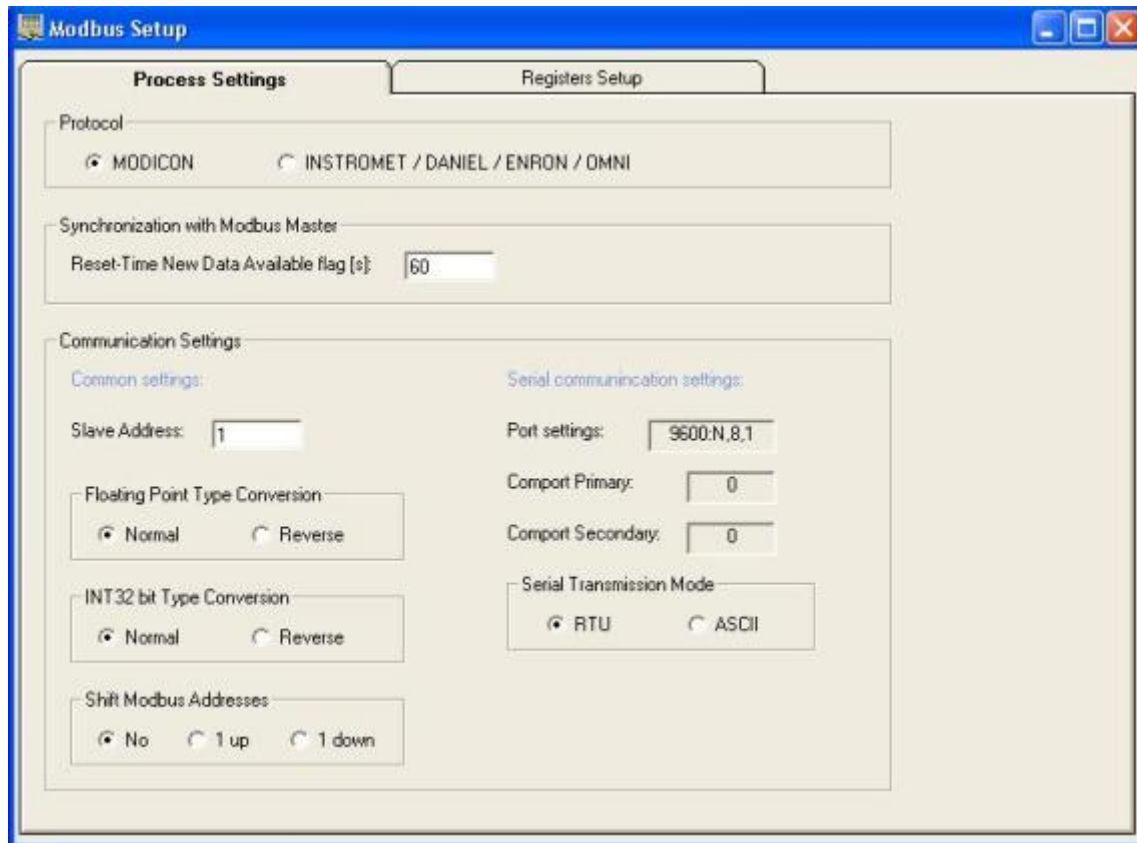 Modbus Setup
Process Settings
Registers Setup
Protocol
MODICON
INSTROMET / DANIEL / ENRON / OMNI
Synchronization with Modbus Master
Reset-Time New Data Available flag [s]:
60
Communication Settings
Common settings:
Serial communincation settings:
Slave Address:
1
Port settings:
9600:N,8,1
Floating Point Type Conversion
Normal
Reverse
Comport Primary:
0
Comport Secondary:
0
INT32 bit Type Conversion
Normal
Reverse
Serial Transmission Mode
RTU
ASCII
Shift Modbus Addresses
No
1 up
1 down